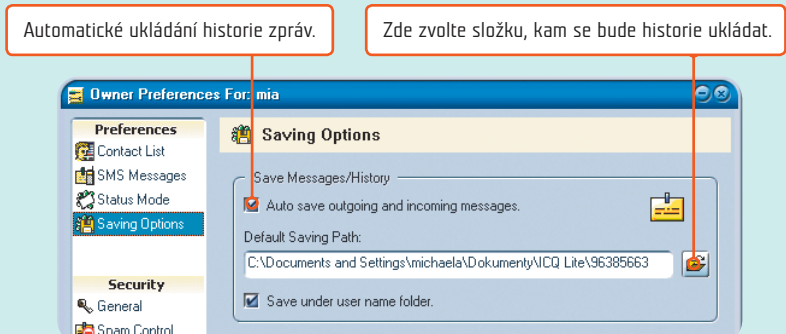 Automatické ukládání historie zpráv.
Zde zvolte složku, kam se bude historie ukládat.
Owner Preferences For: mia
Preferences
Contact List
SMS Messages
Status Mode
Saving Options
Security
General
Spam Control
Saving Options
Save Messages/History
Auto save outgoing and incoming messages.
Default Saving Path:
C:\Documents and Settings\michaela\Dokumenty\ICQ Lite\96385663
Save under user name folder.